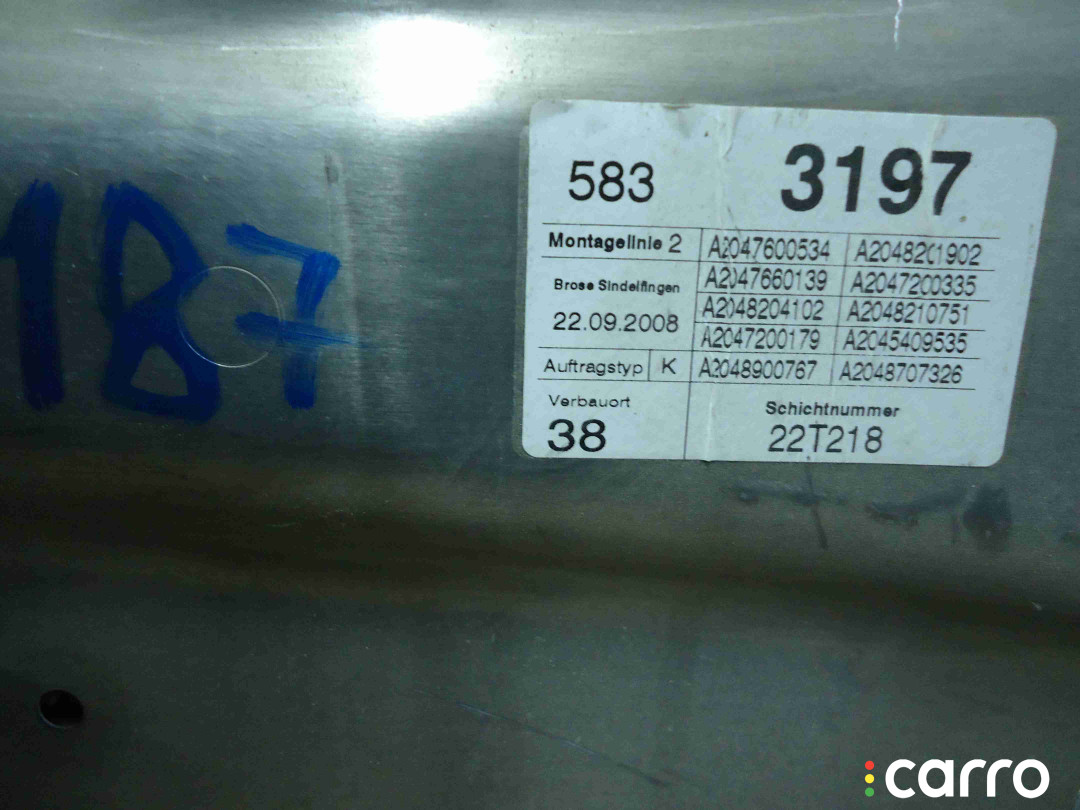 187
583 3197
Montagelinie 2 A2047600534 A2048201902
Brose Sindelfingen A2047660139 A2047200335
22.09.2008 A2048204102 A2048210751
A2047200179 A2045409535
Auftragstyp K A2048900767 A2048707326
Verbauort Schichtnummer
38 22T218
carro